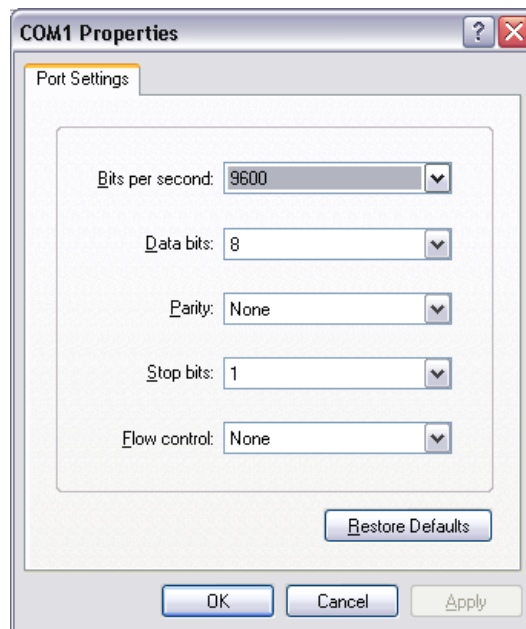 COM1 Properties
Port Settings
Bits per second: 9600
Data bits: 8
Parity: None
Stop bits: 1
Flow control: None
Restore Defaults
OK Cancel Apply